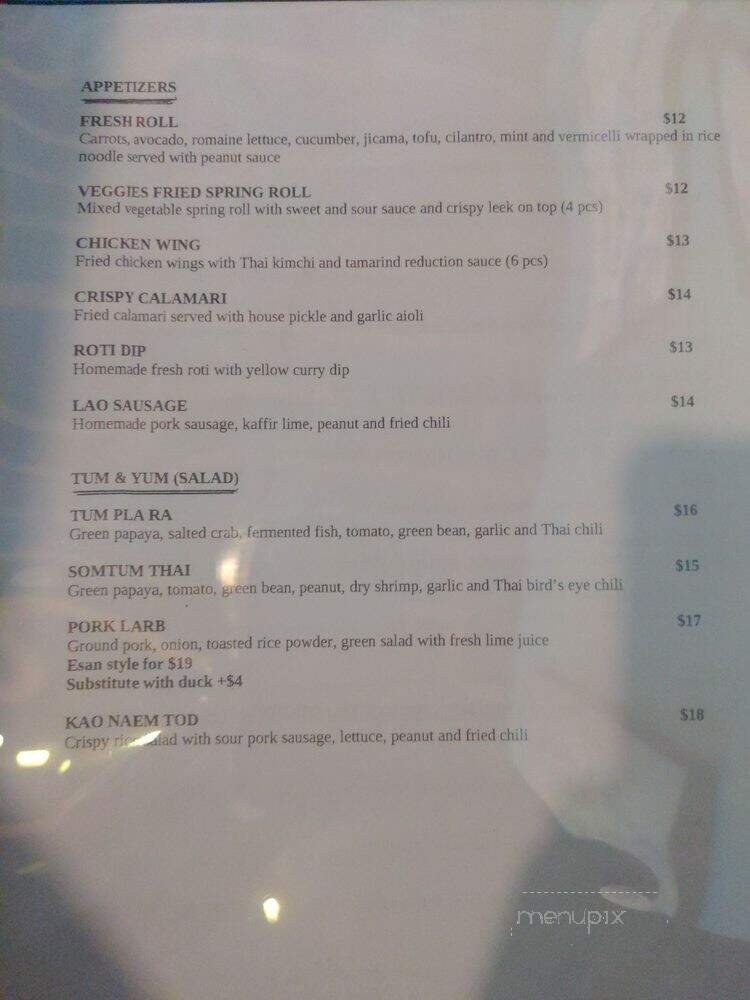 APPETIZERS
FRESH ROLL $12
Carrots, avocado, romaine lettuce, cucumber, jicama, tofu, cilantro, mint and vermicelli wrapped in rice
noodle served with peanut sauce
VEGGIES FRIED SPRING ROLL $12
Mixed vegetable spring roll with sweet and sour sauce and crispy leek on top (4 pcs)
CHICKEN WING $13
Fried chicken wings with Thai kimchi and tamarind reduction sauce (6 pcs)
CRISPY CALAMARI $14
Fried calamari served with house pickle and garlic aioli
ROTI DIP $13
Homemade fresh roti with yellow curry dip
LAO SAUSAGE $14
Homemade pork sausage, kaffir lime, peanut and fried chili
TUM & YUM (SALAD)
TUM PLA RA $16
Green papaya, salted crab, fermented fish, tomato, green bean, garlic and Thai chili
SOMTUM THAI $15
Green papaya, tomato, green bean, peanut, dry shrimp, garlic and Thai bird's eye chili
PORK LARB $17
Ground pork, onion, toasted rice powder, green salad with fresh lime juice
Esan style for $19
Substitute with duck +$4
KAO NAEM TOD $18
Crispy rice salad with sour pork sausage, lettuce, peanut and fried chili
menupix